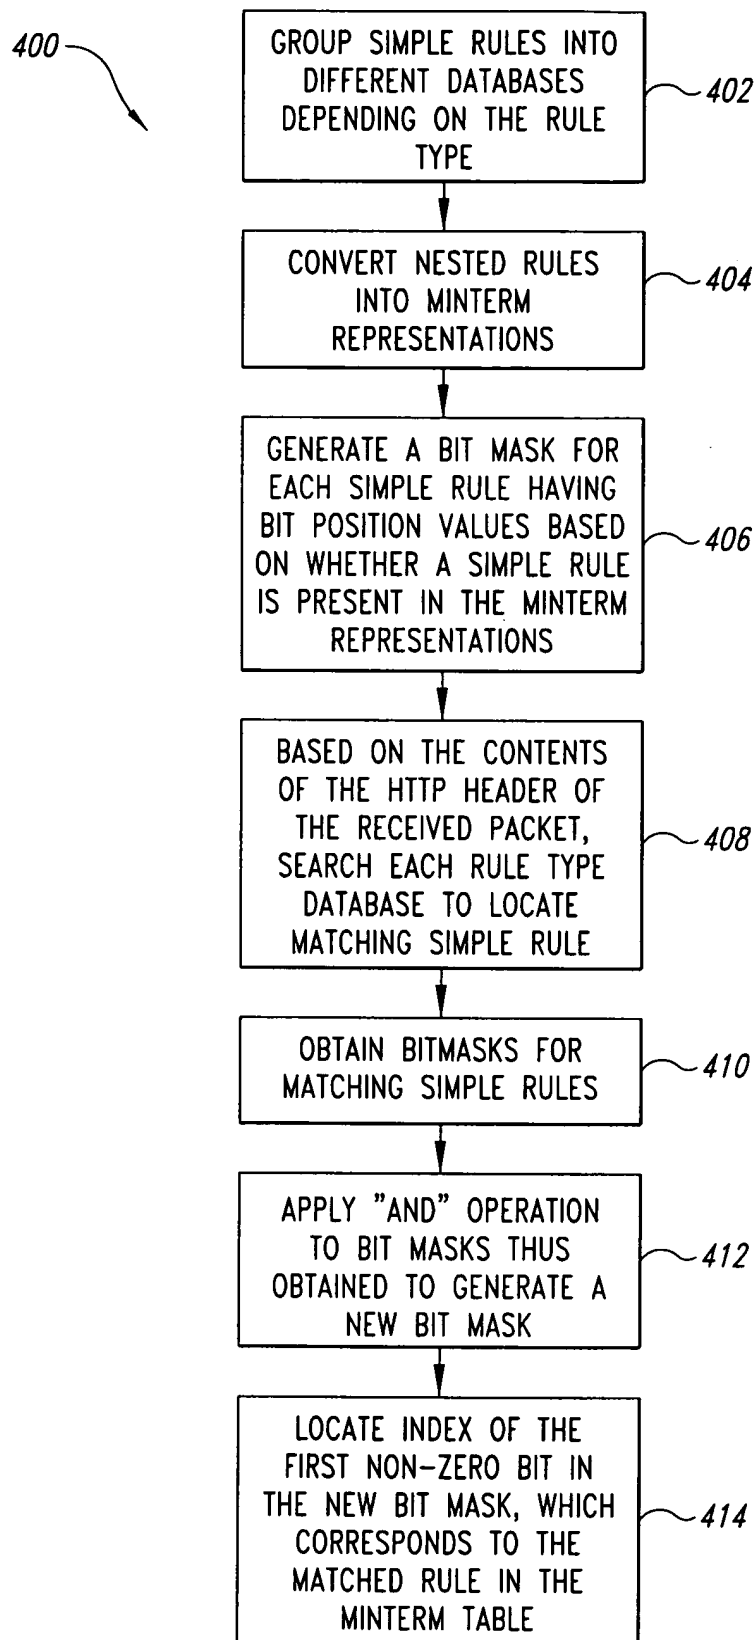 400
GROUP SIMPLE RULES INTO
DIFFERENT DATABASES
DEPENDING ON THE RULE
TYPE
402
CONVERT NESTED RULES
INTO MINTERM
REPRESENTATIONS
404
GENERATE A BIT MASK FOR
EACH SIMPLE RULE HAVING
BIT POSITION VALUES BASED
ON WHETHER A SIMPLE RULE
IS PRESENT IN THE MINTERM
REPRESENTATIONS
406
BASED ON THE CONTENTS
OF THE HTTP HEADER OF
THE RECEIVED PACKET,
SEARCH EACH RULE TYPE
DATABASE TO LOCATE
MATCHING SIMPLE RULE
408
OBTAIN BITMASKS FOR
MATCHING SIMPLE RULES
410
APPLY "AND" OPERATION
TO BIT MASKS THUS
OBTAINED TO GENERATE A
NEW BIT MASK
412
LOCATE INDEX OF THE
FIRST NON-ZERO BIT IN
THE NEW BIT MASK, WHICH
CORRESPONDS TO THE
MATCHED RULE IN THE
MINTERM TABLE
414